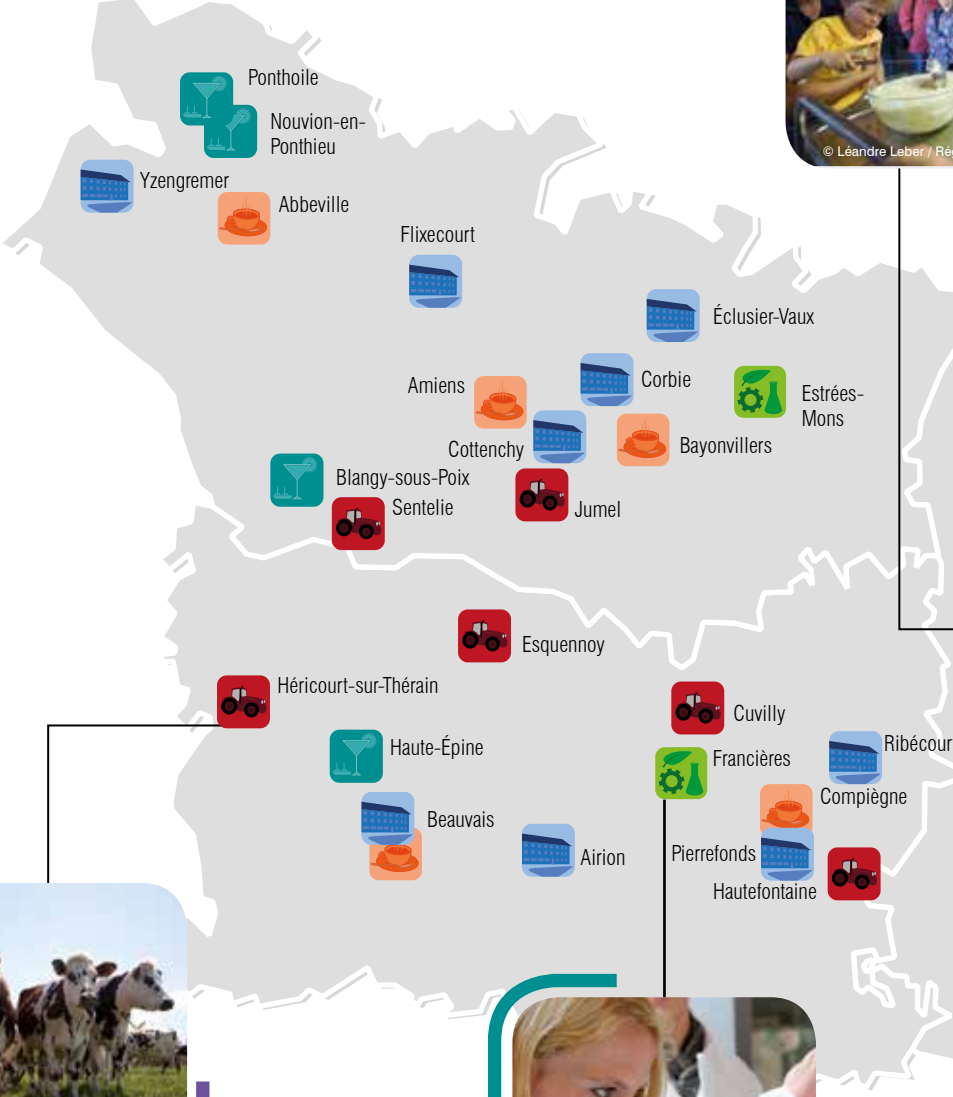 Ponthoile
Nouvion-en-
Ponthieu
© Léandre Leber / Ré
Yzengremer
Abbeville
Flixecourt
Éclusier-Vaux
Amiens
Corbie
Estrées-
Mons
Cottenchy
Bayonvillers
Blangy-sous-Poix
Sentelie
Jumel
Esquennoy
Héricourt-sur-Thérain
Cuvilly
Haute-Épine
Francières
Ribécour
Compiègne
Beauvais
Airion
Pierrefonds
Hautefontaine